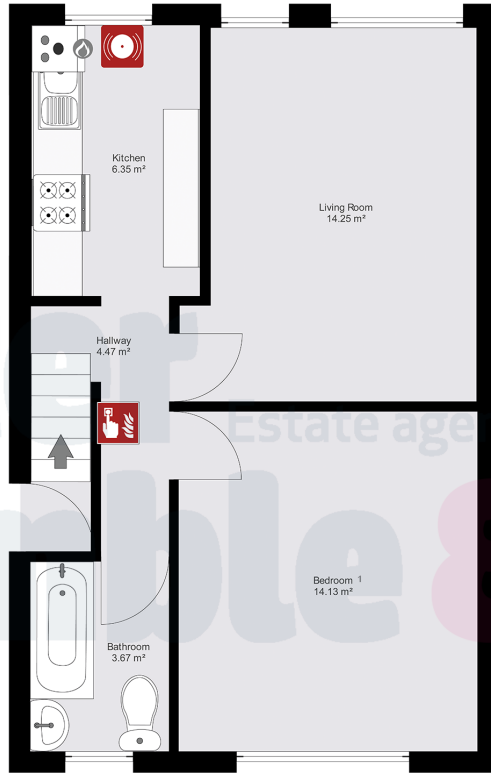 Kitchen
6.35 m²
Living Room
14.25 m²
Hallway
4.47 m²
Estate agen
Bedroom 1
14.13 m²
Bathroom
3.67 m²